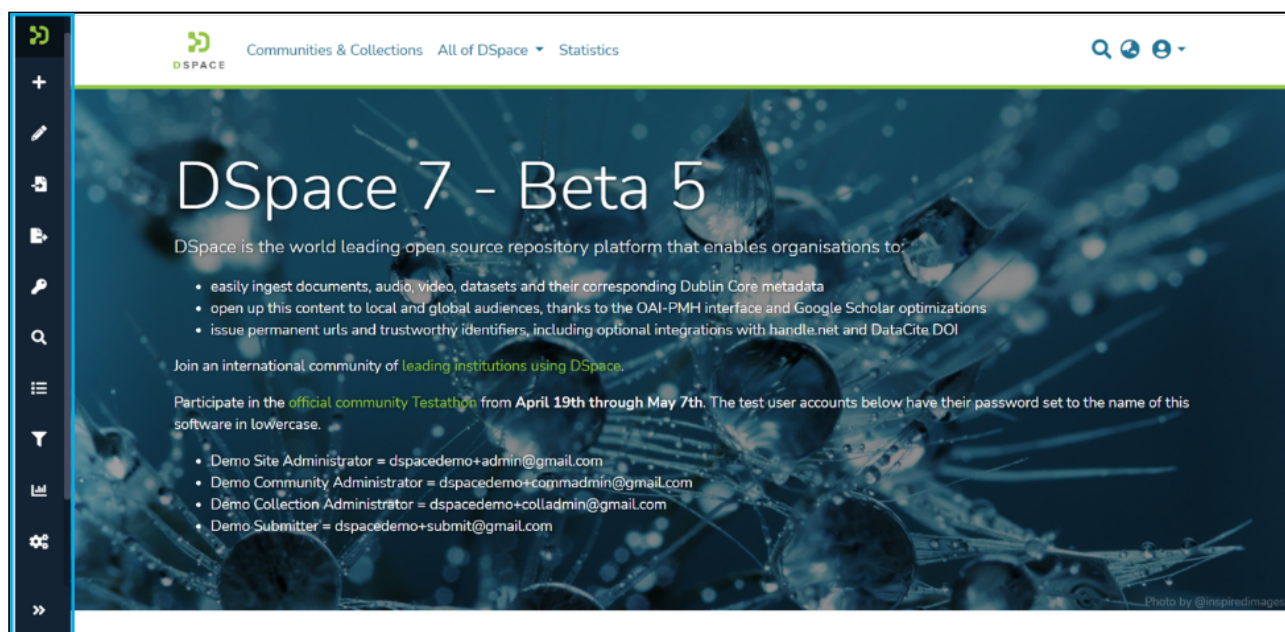 DSPACE
Communities & Collections All of DSpace Statistics
DSpace 7 - Beta 5
DSpace is the world leading open source repository platform that enables organisations to:
• easily ingest documents, audio, video, datasets and their corresponding Dublin Core metadata
• open up this content to local and global audiences, thanks to the OAI-PMH interface and Google Scholar optimizations
• issue permanent urls and trustworthy identifiers, including optional integrations with handle.net and DataCite DOI
Join an international community of leading institutions using DSpace.
Participate in the official community Testathon from April 19th through May 7th. The test user accounts below have their password set to the name of this
software in lowercase.
• Demo Site Administrator = dspacedemo+admin@gmail.com
• Demo Community Administrator = dspacedemo+commadmin@gmail.com
• Demo Collection Administrator = dspacedemo+colladmin@gmail.com
• Demo Submitter = dspacedemo+submit@gmail.com
Photo by @inspiredimages